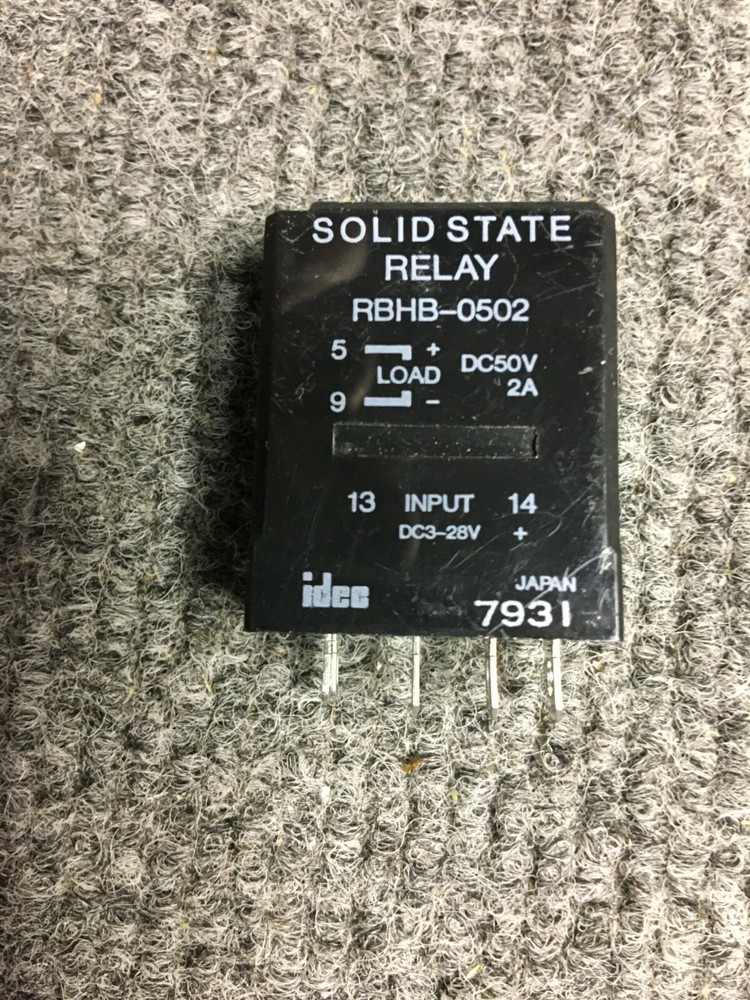 SOLID STATE
RELAY
RBHB-0502
5 + DC50V
LOAD 2A
9 -
13 INPUT 14
DC3-28V +
idec JAPAN
7931